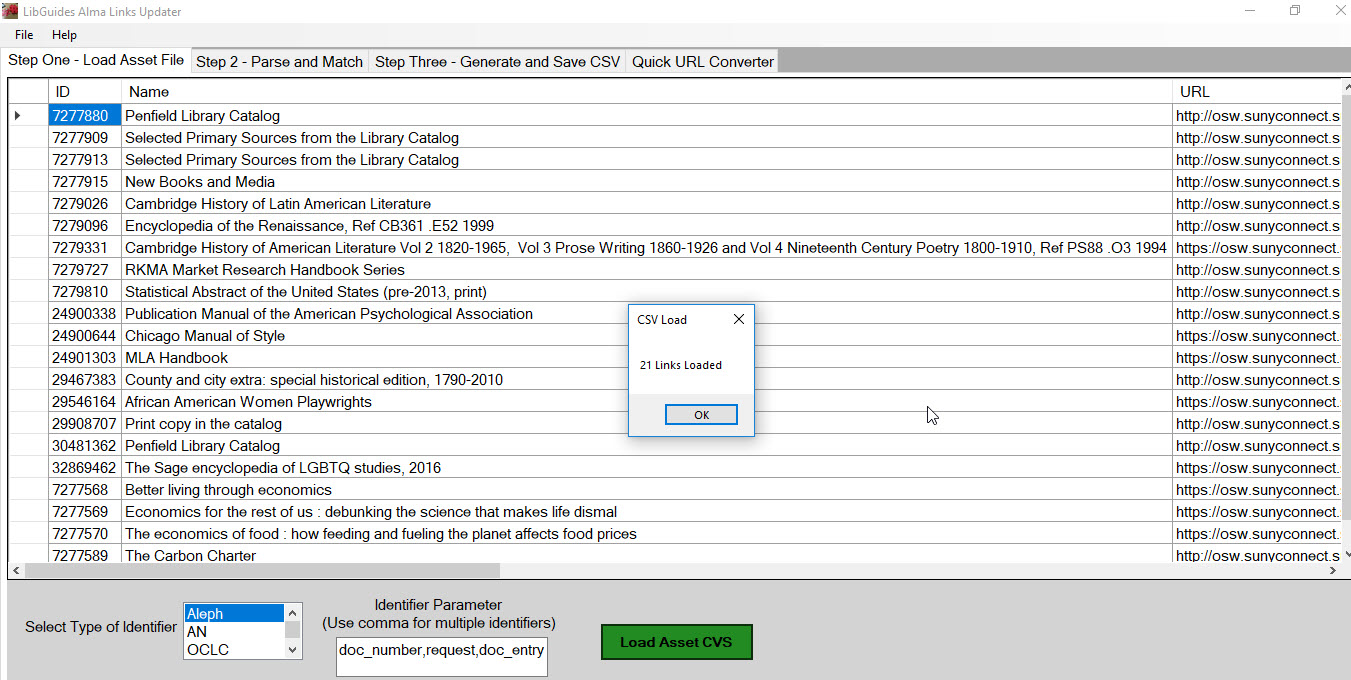 LibGuides Alma Links Updater
File Help
Step One - Load Asset File Step 2 - Parse and Match Step Three - Generate and Save CSV Quick URL Converter
ID Name URL
7277880 Penfield Library Catalog http://osw.sunyconnect.s
7277909 Selected Primary Sources from the Library Catalog http://osw.sunyconnect.s
7277913 Selected Primary Sources from the Library Catalog http://osw.sunyconnect.s
7277915 New Books and Media http://osw.sunyconnect.s
7279026 Cambridge History of Latin American Literature http://osw.sunyconnect.s
7279096 Encyclopedia of the Renaissance, Ref CB361 .E52 1999 http://osw.sunyconnect.s
7279331 Cambridge History of American Literature Vol 2 1820-1965, Vol 3 Prose Writing 1860-1926 and Vol 4 Nineteenth Century Poetry 1800-1910, Ref PS88 .O3 1994 https://osw.sunyconnect.
7279727 RKMA Market Research Handbook Series http://osw.sunyconnect.s
7279810 Statistical Abstract of the United States (pre-2013, print) http://osw.sunyconnect.s
24900338 Publication Manual of the American Psychological Association http://osw.sunyconnect.s
24900644 Chicago Manual of Style https://osw.sunyconnect.
24901303 MLA Handbook https://osw.sunyconnect.
29467383 County and city extra: special historical edition, 1790-2010 https://osw.sunyconnect.
29546164 African American Women Playwrights https://osw.sunyconnect.
29908707 Print copy in the catalog https://osw.sunyconnect.
30481362 Penfield Library Catalog https://osw.sunyconnect.
32869462 The Sage encyclopedia of LGBTQ studies, 2016 https://osw.sunyconnect.
7277568 Better living through economics https://osw.sunyconnect.
7277569 Economics for the rest of us : debunking the science that makes life dismal https://osw.sunyconnect.
7277570 The economics of food : how feeding and fueling the planet affects food prices https://osw.sunyconnect.
7277589 The Carbon Charter http://osw.sunyconnect.s
CSV Load
21 Links Loaded
OK
Select Type of Identifier
Aleph
AN
OCLC
Identifier Parameter
(Use comma for multiple identifiers)
doc_number,request,doc_entry
Load Asset CVS